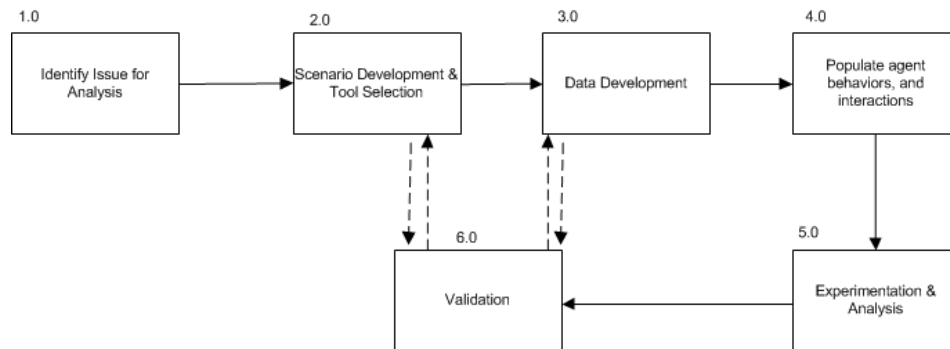 1.0
Identify Issue for
Analysis
2.0
Scenario Development &
Tool Selection
3.0
Data Development
4.0
Populate agent
behaviors, and
interactions
5.0
Experimentation &
Analysis
6.0
Validation